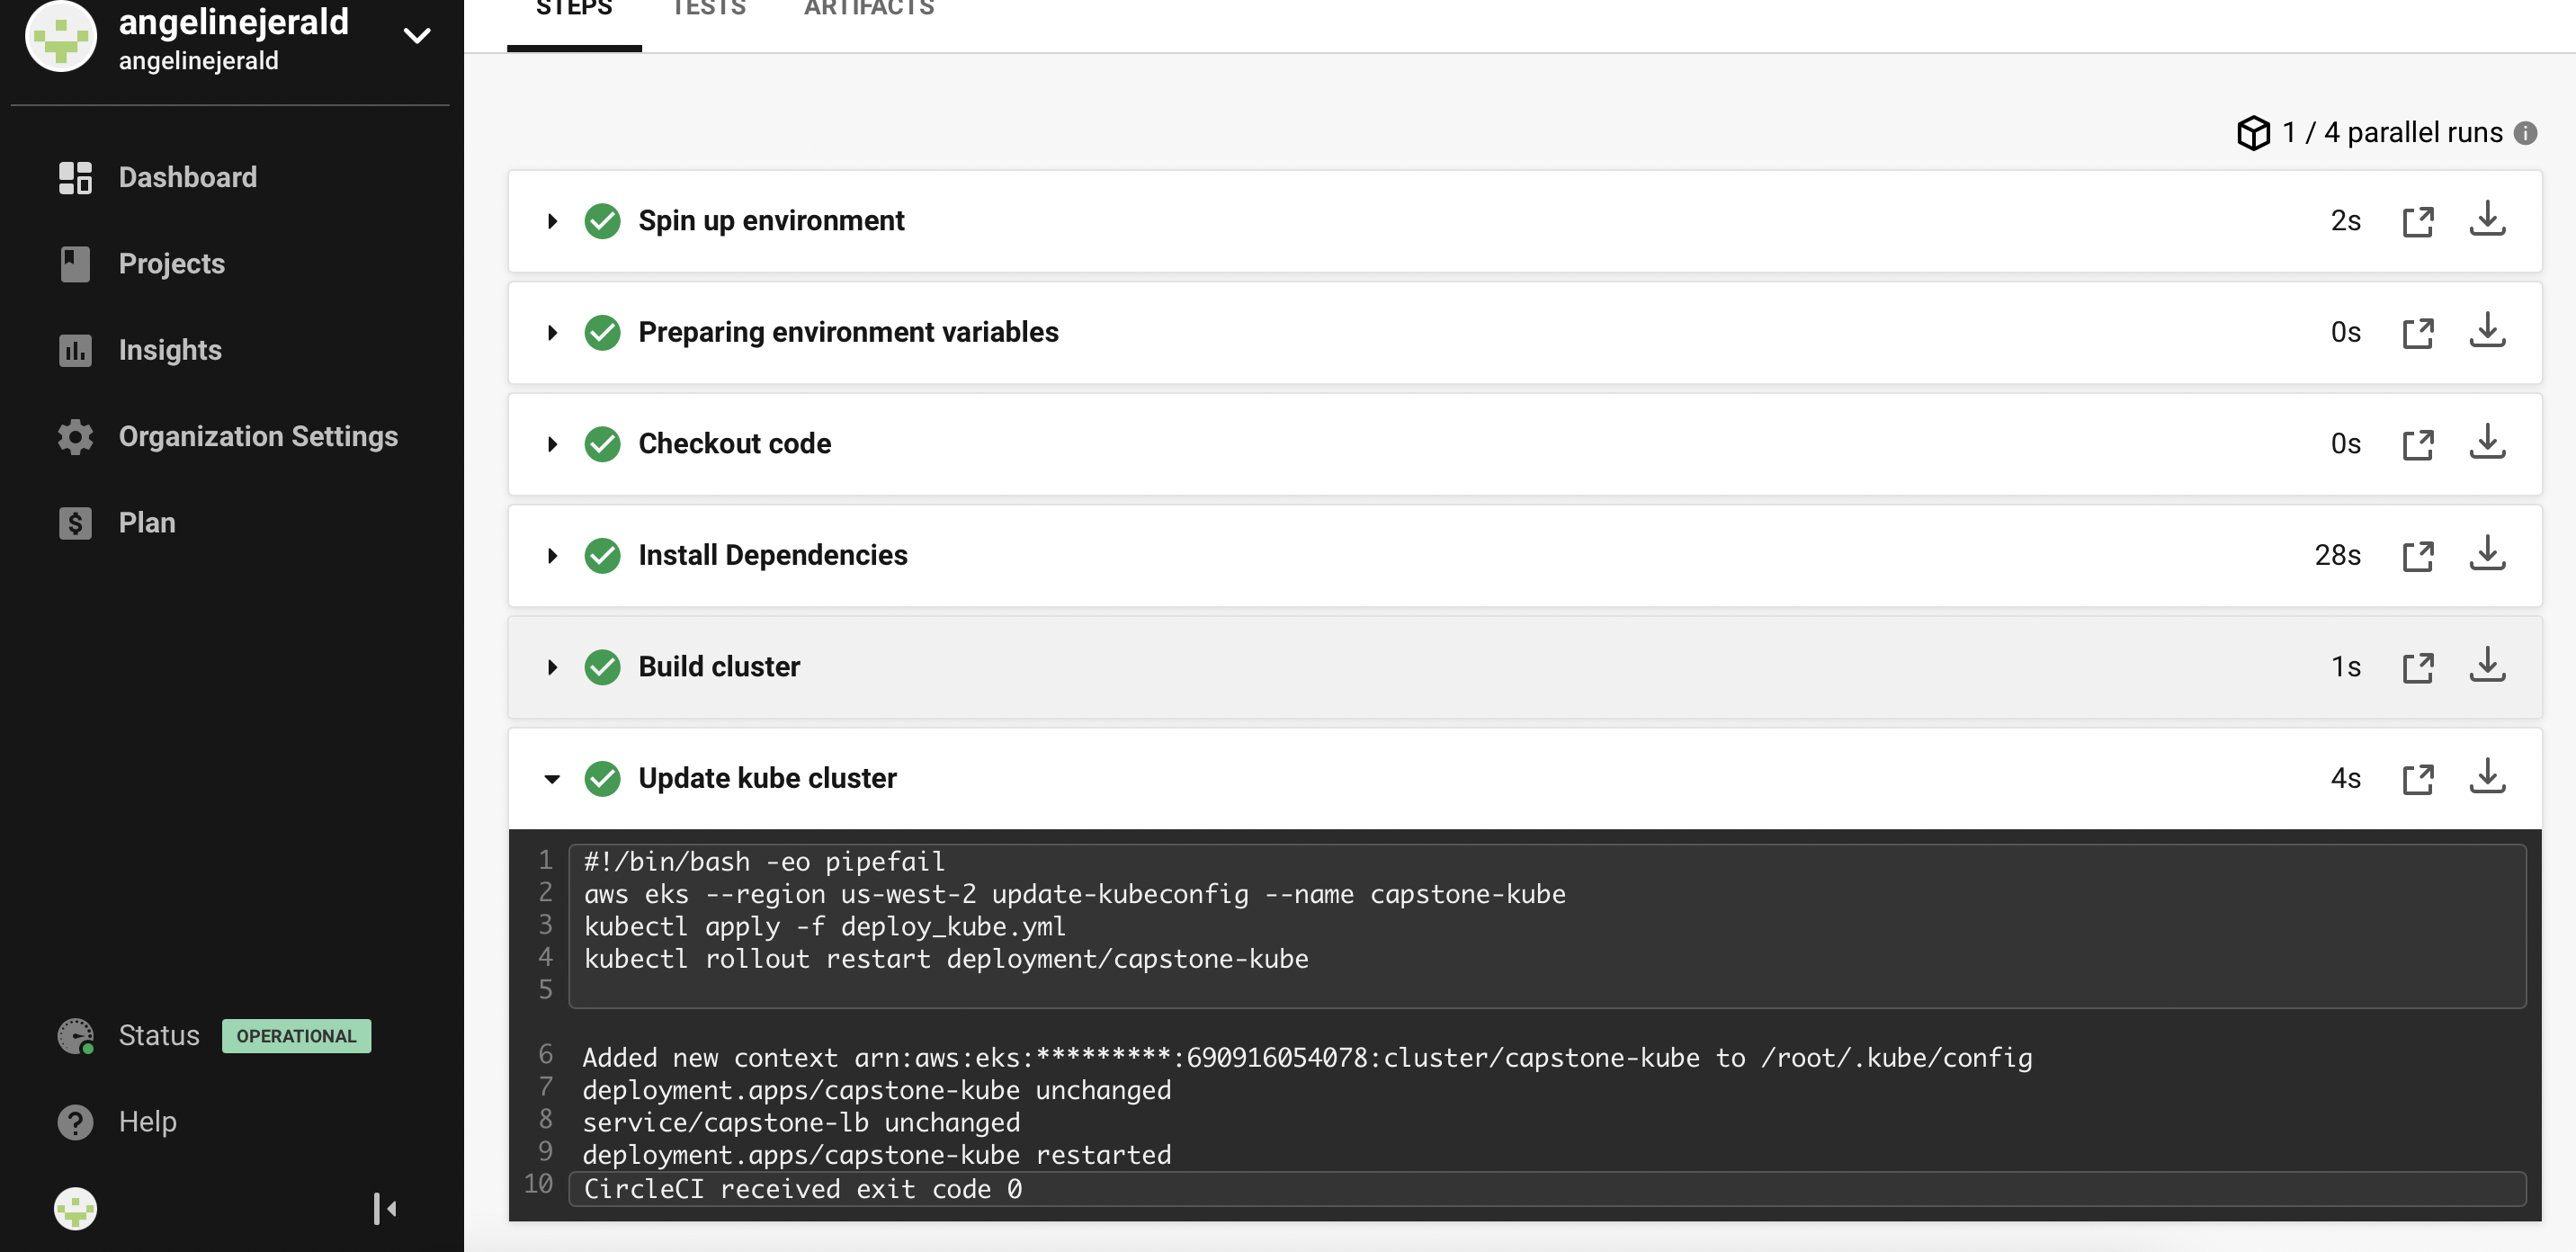 angelinejerald
angelinejerald
Dashboard
Projects
Insights
Organization Settings
Plan
Status OPERATIONAL
Help
STEPS TESTS ARTIFACTS
1 / 4 parallel runs
Spin up environment 2s
Preparing environment variables 0s
Checkout code 0s
Install Dependencies 28s
Build cluster 1s
Update kube cluster 4s
1 #!/bin/bash -eo pipefail
2 aws eks --region us-west-2 update-kubeconfig --name capstone-kube
3 kubectl apply -f deploy_kube.yml
4 kubectl rollout restart deployment/capstone-kube
5
6 Added new context arn:aws:eks:*********:690916054078:cluster/capstone-kube to /root/.kube/config
7 deployment.apps/capstone-kube unchanged
8 service/capstone-lb unchanged
9 deployment.apps/capstone-kube restarted
10 CircleCI received exit code 0